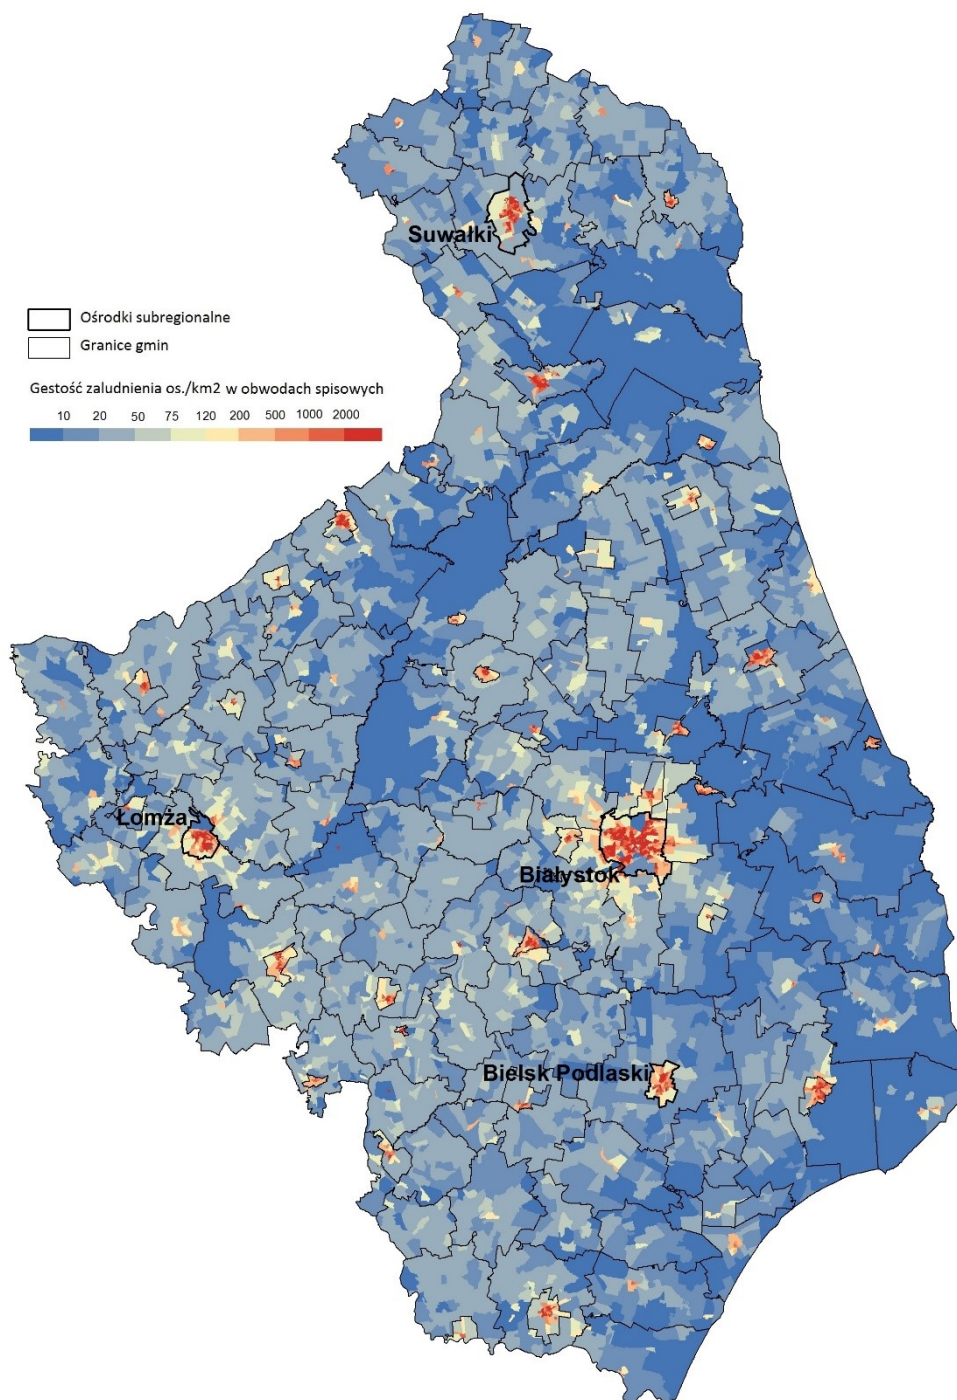 Suwałki
Ośrodki subregionalne
Granice gmin
Gestość zaludnienia os./km2 w obwodach spisowych
10 20 50 75 120 200 500 1000 2000
Łomża
Białystok
Bielsk Podlaski